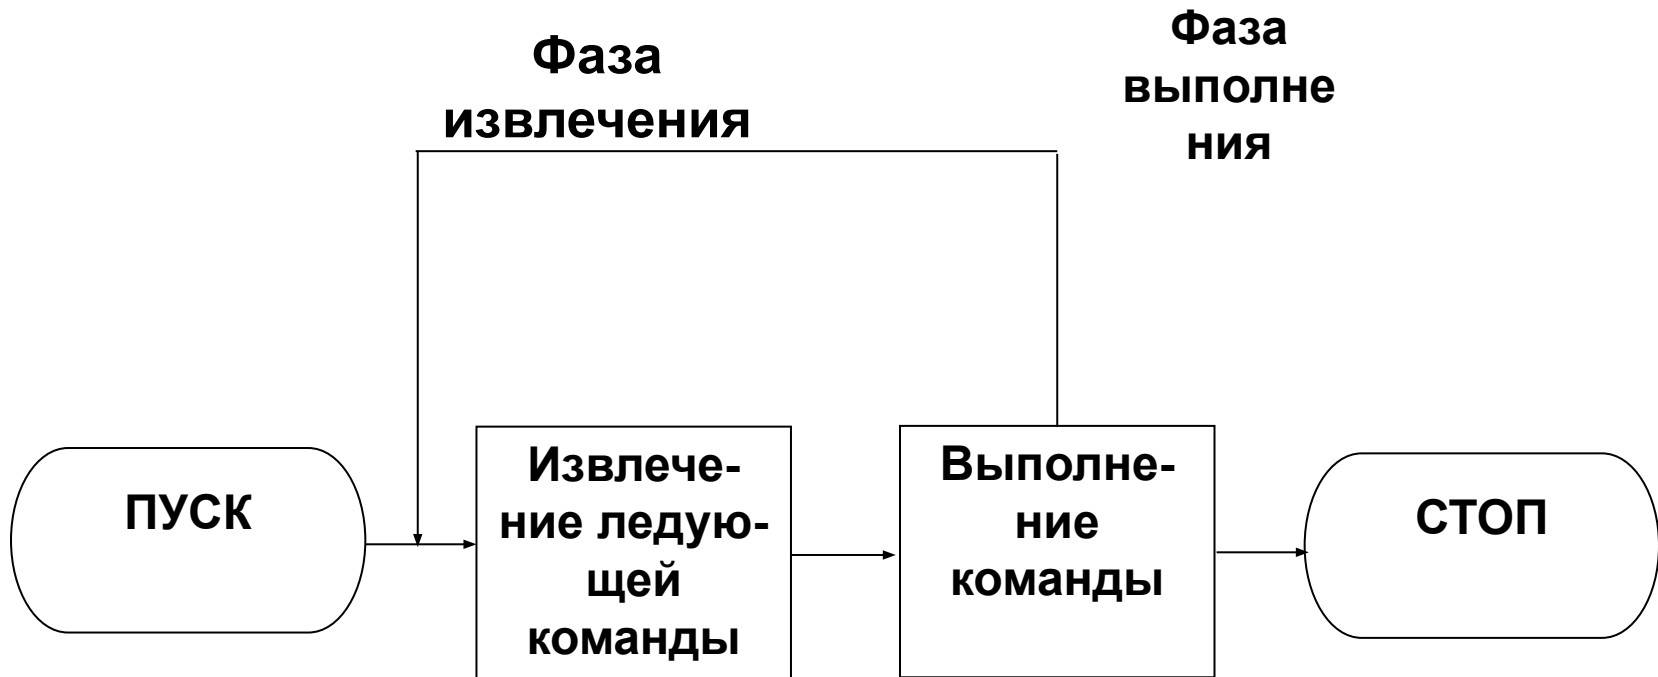 Фаза
извлечения
Фаза
выполне
ния
ПУСК
Извлече-
ние ледую-
щей
команды
Выполне-
ние
команды
СТОП